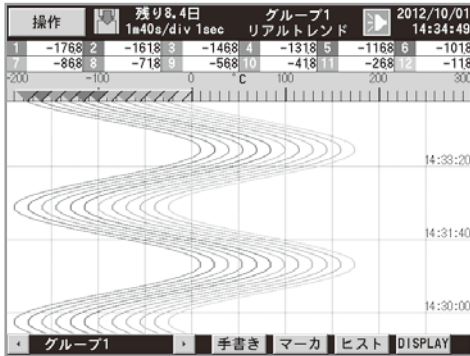 操作 残り8.4日 グループ1 2012/10/01
1m40s/div 1sec リアルトレンド 14:34:49
1 -1768 2 -1618 3 -1468 4 -1318 5 -1168 6 -1018
7 -868 8 -718 9 -568 10 -418 11 -268 12 -118
-200 -100 0 °C 100 200 300
14:33:20
14:31:40
14:30:00
グループ1 手書き マーカ ヒスト DISPLAY